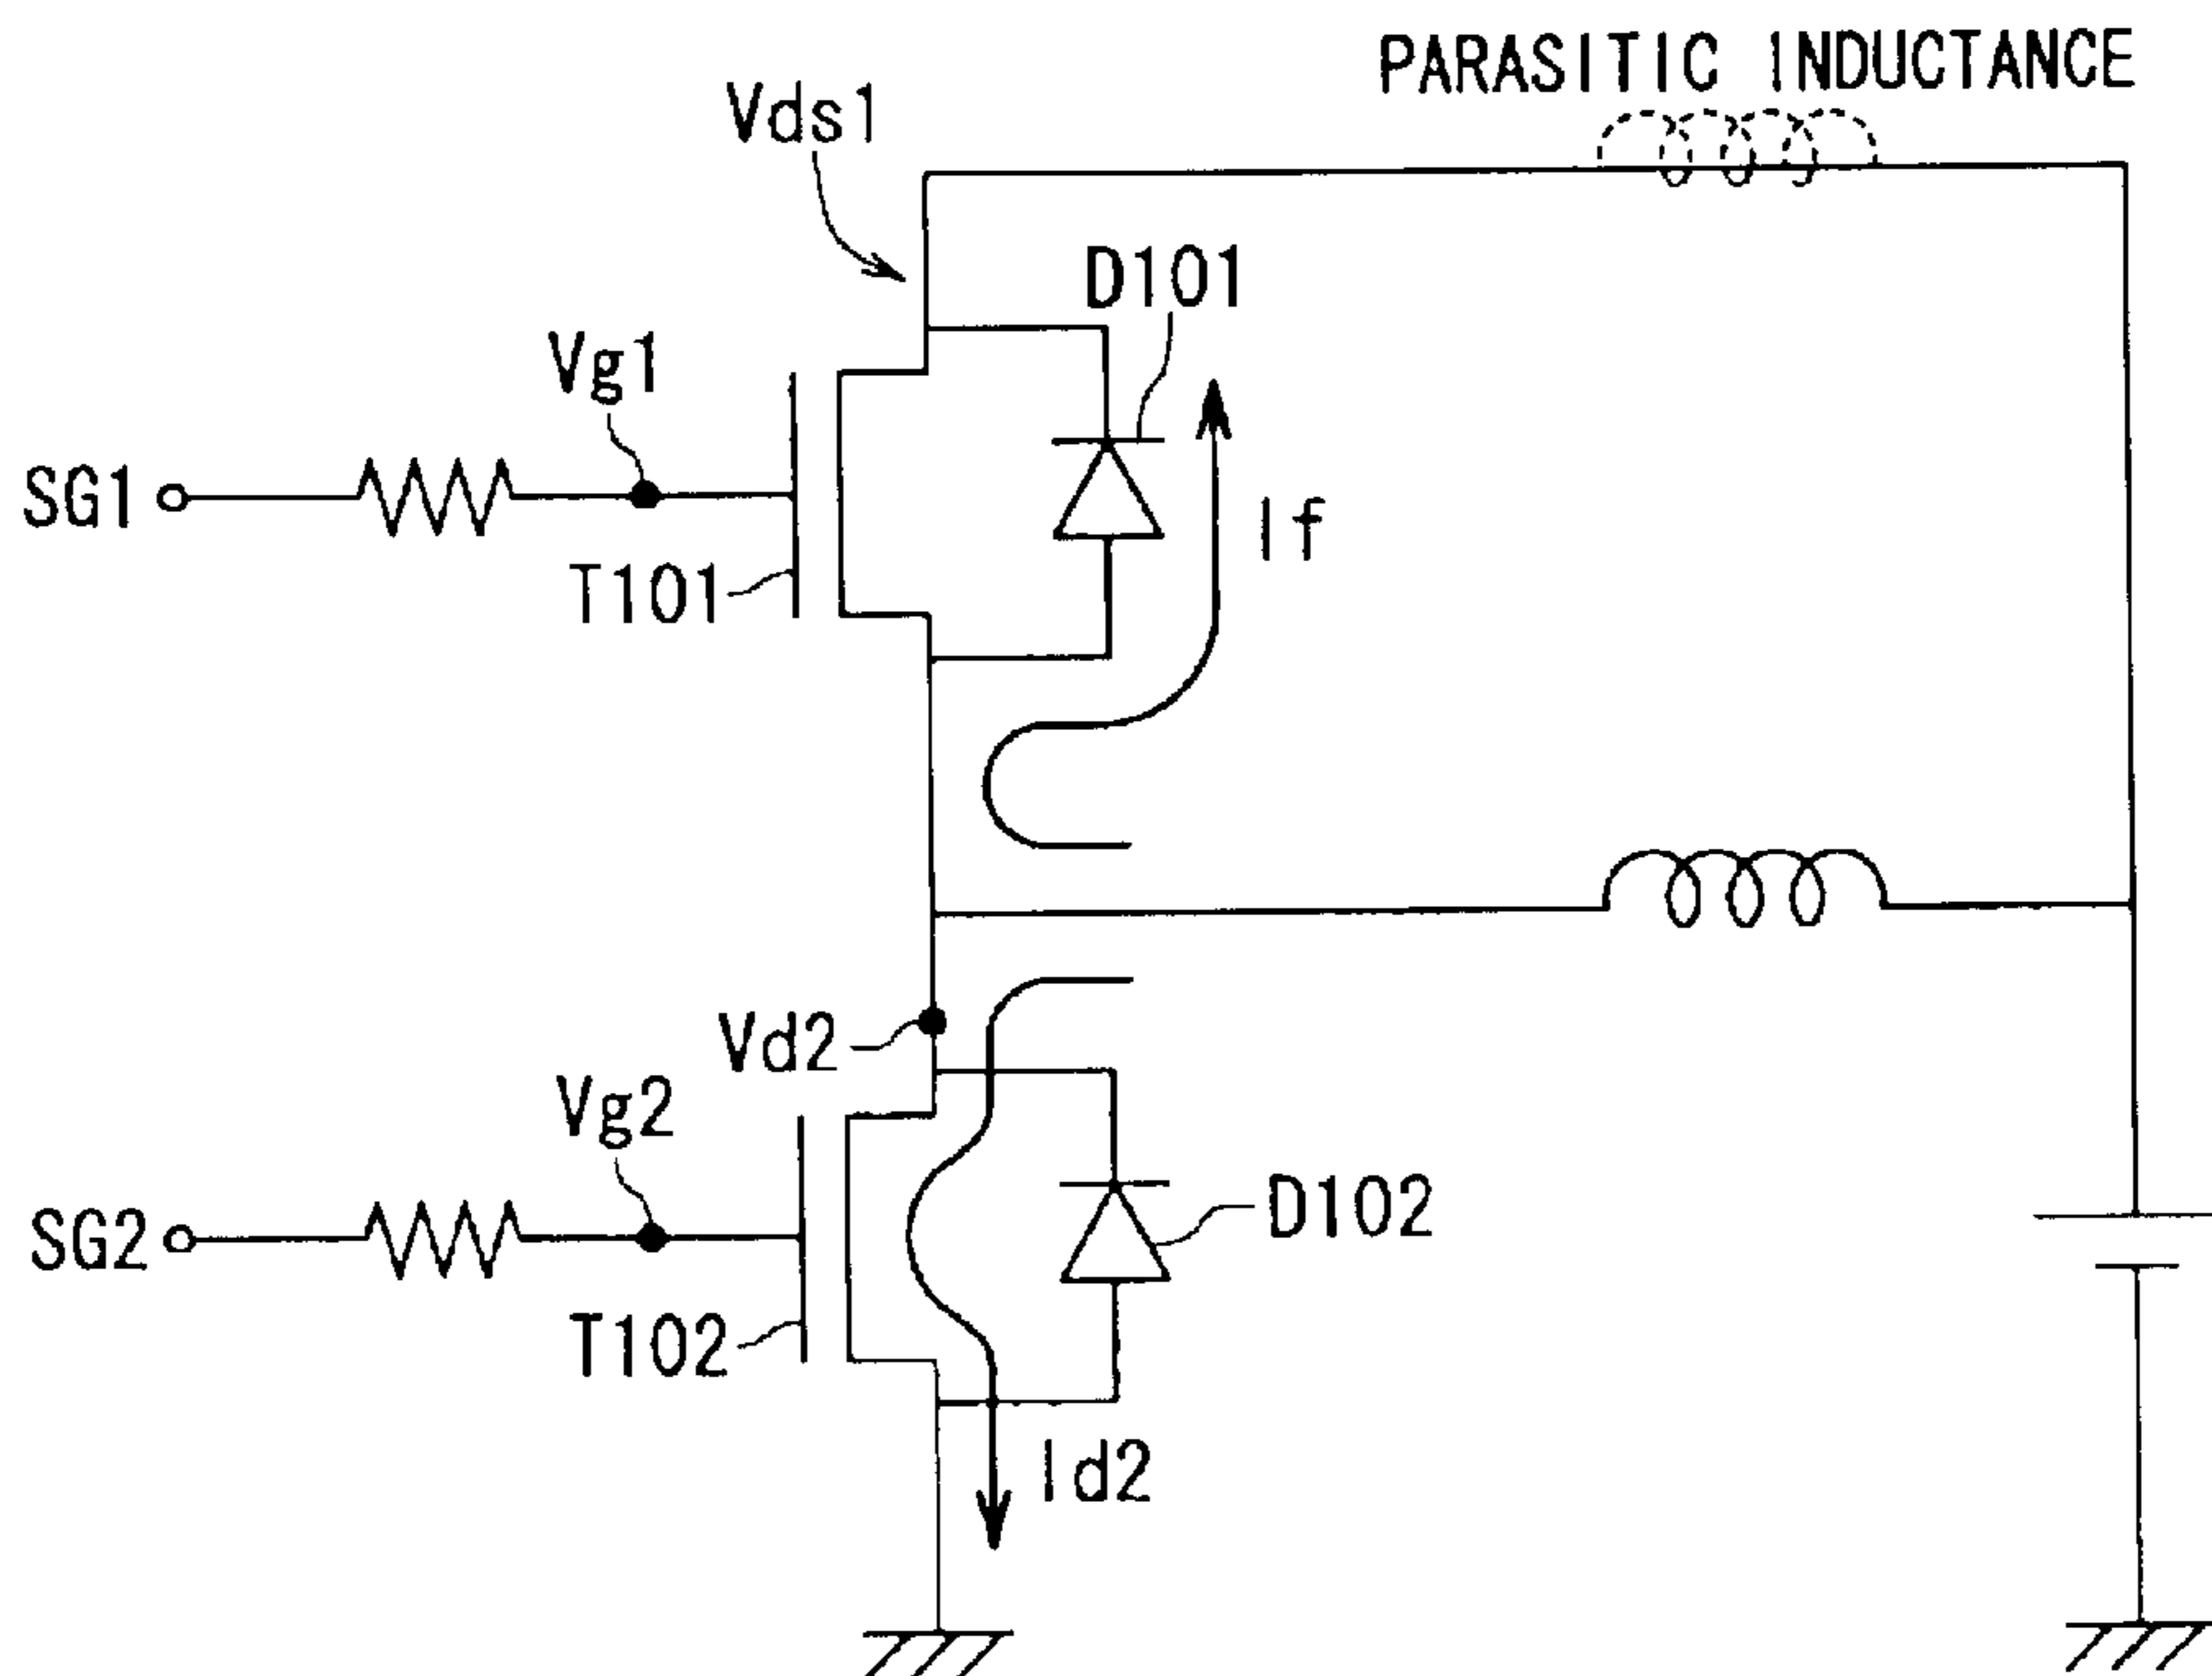 PARASITIC INDUCTANCE
Vds1
D101
Vg1
SG1
If
T101
Vd2
Vg2
D102
SG2
T102
Id2